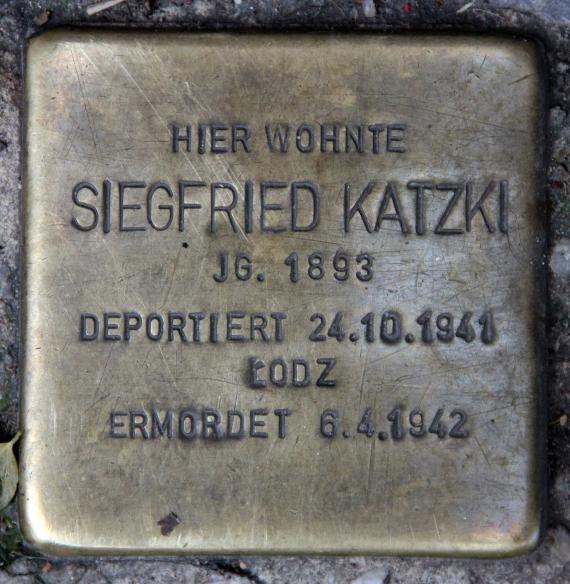 HIER WOHNTE
SIEGFRIED KATZKI
JG. 1893
DEPORTIERT 24.10.1941
ŁODZ
ERMORDET 6.4.1942